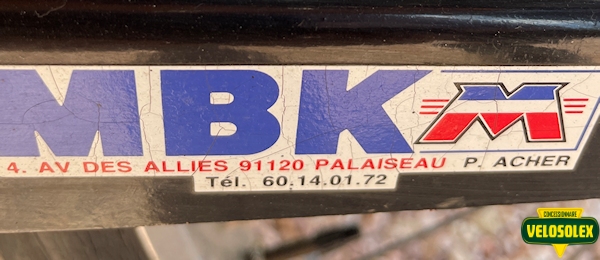 MBK M
4. AV DES ALLIES 91120 PALAISEAU P. ACHER
Tél. 60.14.01.72
CONCESSIONNAIRE
VELOSOLEX